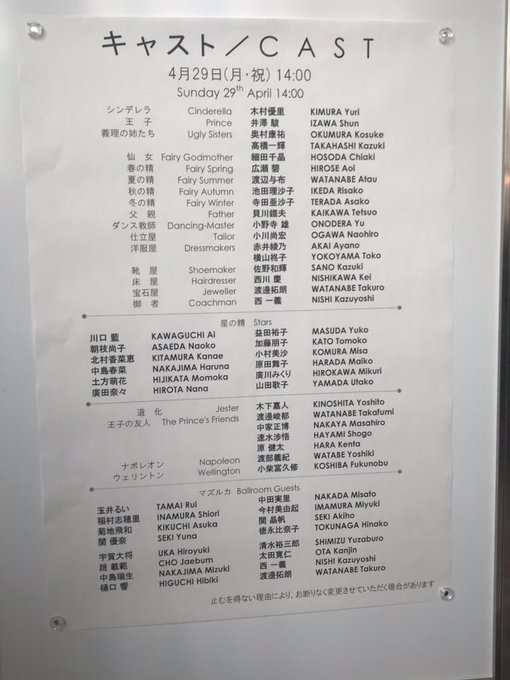 キャスト／CAST
4月29日(月・祝) 14:00
Sunday 29th April 14:00
シンデレラ Cinderella 木村優里 KIMURA Yuri
王 子 Prince 井澤 駿 IZAWA Shun
義理の姉たち Ugly Sisters 奥村康祐 OKUMURA Kosuke
髙橋一輝 TAKAHASHI Kazuki
仙 女 Fairy Godmother 細田千晶 HOSODA Chiaki
春の精 Fairy Spring 広瀬 碧 HIROSE Aoi
夏の精 Fairy Summer 渡辺与布 WATANABE Atau
秋の精 Fairy Autumn 池田理沙子 IKEDA Risako
冬の精 Fairy Winter 寺田亜沙子 TERADA Asako
父 親 Father 貝川鐵夫 KAIKAWA Tetsuo
ダンス教師 Dancing-Master 小野寺 雄 ONODERA Yu
仕立屋 Tailor 小川尚宏 OGAWA Naohiro
洋服屋 Dressmakers 赤井綾乃 AKAI Ayano
横山柊子 YOKOYAMA Toko
靴 屋 Shoemaker 佐野和輝 SANO Kazuki
床 屋 Hairdresser 西川 慶 NISHIKAWA Kei
宝石屋 Jeweller 渡邊拓朗 WATANABE Takuro
御 者 Coachman 西 一義 NISHI Kazuyoshi
星の精 Stars
川口 藍 KAWAGUCHI Ai 益田裕子 MASUDA Yuko
朝枝尚子 ASAEDA Naoko 加藤朋子 KATO Tomoko
北村香菜恵 KITAMURA Kanae 小村美沙 KOMURA Misa
中島春菜 NAKAJIMA Haruna 原田舞子 HARADA Maiko
土方萌花 HIJIKATA Momoka 廣川みくり HIROKAWA Mikuri
廣田奈々 HIROTA Nana 山田歌子 YAMADA Utako
道 化 Jester 木下嘉人 KINOSHITA Yoshito
王子の友人 The Prince's Friends 渡邊峻郁 WATANABE Takafumi
中家正博 NAKAYA Masahiro
速水渉悟 HAYAMI Shogo
原 健太 HARA Kenta
渡部義紀 WATABE Yoshiki
ナポレオン Napoleon 小柴富久修 KOSHIBA Fukunobu
ウェリントン Wellington
マズルカ Ballroom Guests
玉井るい TAMAI Rui 中田実里 NAKADA Misato
稲村志穂里 INAMURA Shiori 今村美由起 IMAMURA Miyuki
菊地飛和 KIKUCHI Asuka 関 晶帆 SEKI Akiho
関 優奈 SEKI Yuna 徳永比奈子 TOKUNAGA Hinako
宇賀大将 UKA Hiroyuki 清水裕三郎 SHIMIZU Yuzaburo
趙 載範 CHO Jaebum 太田寛仁 OTA Kanjin
中島瑞生 NAKAJIMA Mizuki 西 一義 NISHI Kazuyoshi
樋口 響 HIGUCHI Hibiki 渡邊拓朗 WATANABE Takuro
止むを得ない理由により、お断りなく変更させていただく場合があります